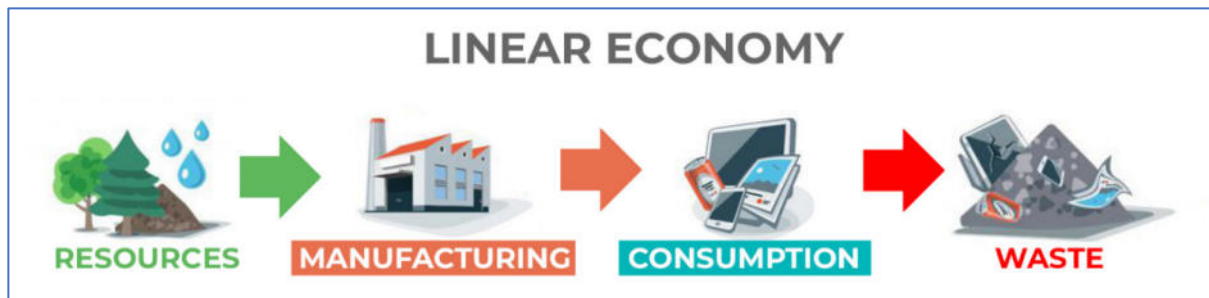 LINEAR ECONOMY
RESOURCES
MANUFACTURING
CONSUMPTION
WASTE